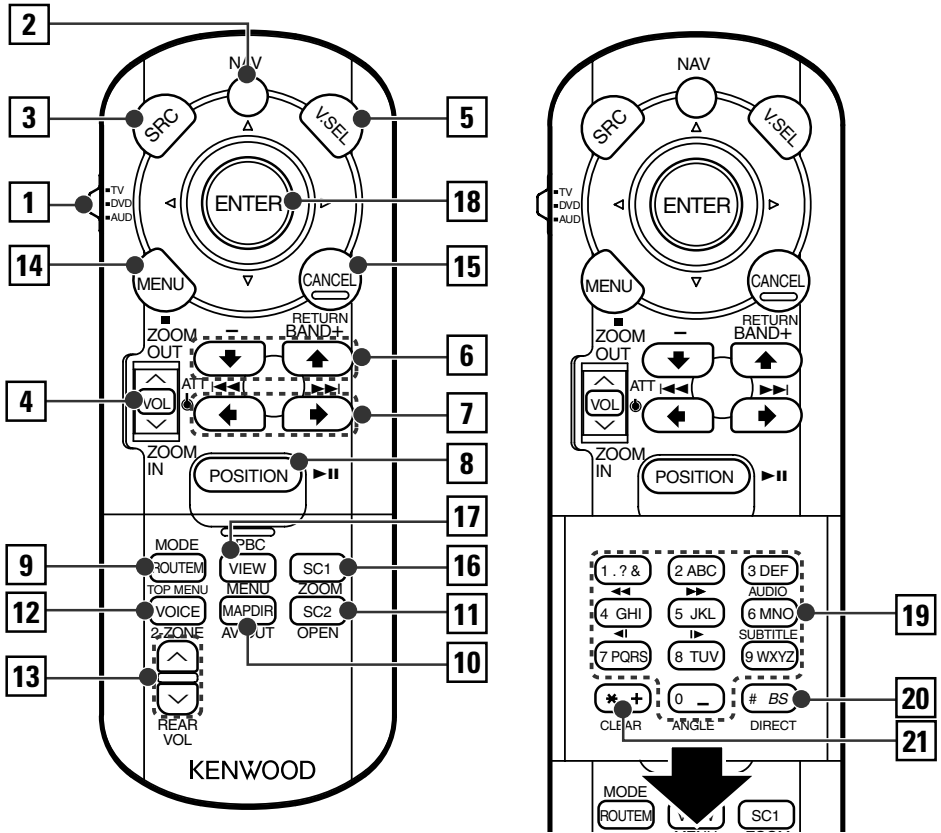 2
NAV
NAV
3
SRC
V.SEL
5
SRC
V.SEL
1
TV
DVD
AUD
ENTER
18
TV
DVD
AUD
ENTER
14
MENU
CANCEL
15
MENU
CANCEL
RETURN
RETURN
ZOOM
OUT
–
BAND+
6
ZOOM
OUT
–
BAND+
4
VOL
ATT
7
VOL
ATT
ZOOM
IN
POSITION
8
ZOOM
IN
POSITION
17
MODE
PBC
9
ROUTEM
VIEW
SC1
16
1 . ? &
2 ABC
3 DEF
TOP MENU
MENU
ZOOM
AUDIO
12
VOICE
MAPDIR
SC2
11
4 GHI
5 JKL
6 MNO
19
2-ZONE
AV OUT
OPEN
SUBTITLE
10
7 PQRS
8 TUV
9 WXYZ
13
REAR
VOL
✱ +
0 _
# BS
20
CLEAR
ANGLE
DIRECT
21
KENWOOD
MODE
ROUTEM
SC1